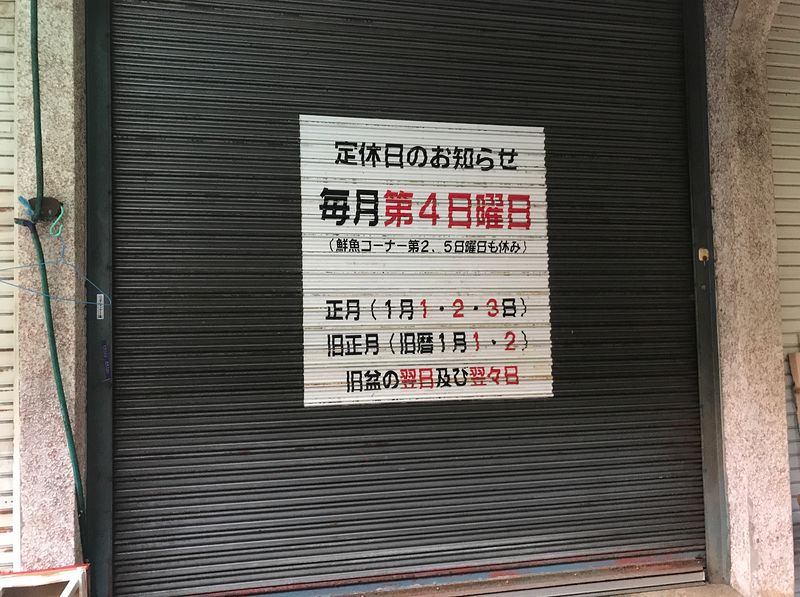 定休日のお知らせ
毎月第4日曜日
（鮮魚コーナー第2、5日曜日も休み）
正月（1月1・2・3日）
旧正月（旧暦1月1・2）
旧盆の翌日及び翌々日